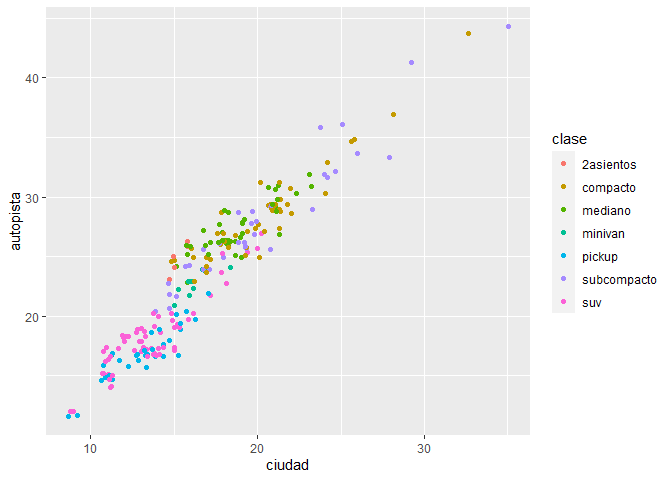 40
30
20
autopista
10
20
30
ciudad
clase
2asientos
compacto
mediano
minivan
pickup
subcompacto
suv